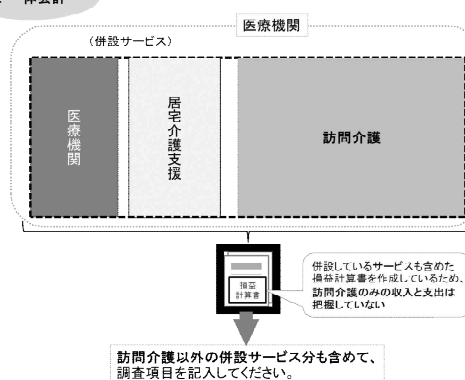 医療機関
（併設サービス）
医療機関
居宅介護支援
訪問介護
損益
計算書
併設しているサービスも含めた
損益計算書を作成しているため、
訪問介護のみの収入と支出は
把握していない
訪問介護以外の併設サービス分も含めて、
調査項目を記入してください。